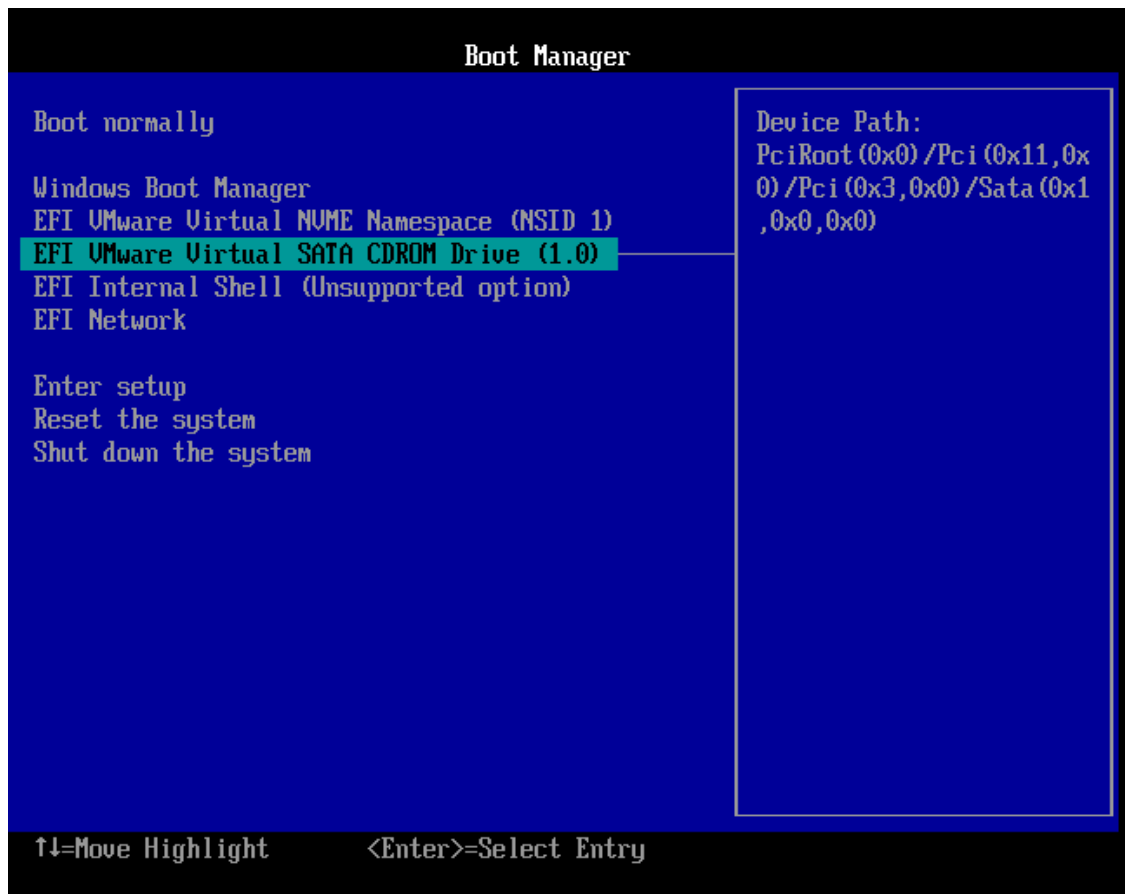 Boot Manager
Boot normally
Windows Boot Manager
EFI VMware Virtual NVME Namespace (NSID 1)
EFI VMware Virtual SATA CDROM Drive (1.0)
EFI Internal Shell (Unsupported option)
EFI Network
Enter setup
Reset the system
Shut down the system
Device Path:
PciRoot(0x0)/Pci(0x11,0x
0)/Pci(0x3,0x0)/Sata(0x1
,0x0,0x0)
↑↓=Move Highlight <Enter>=Select Entry